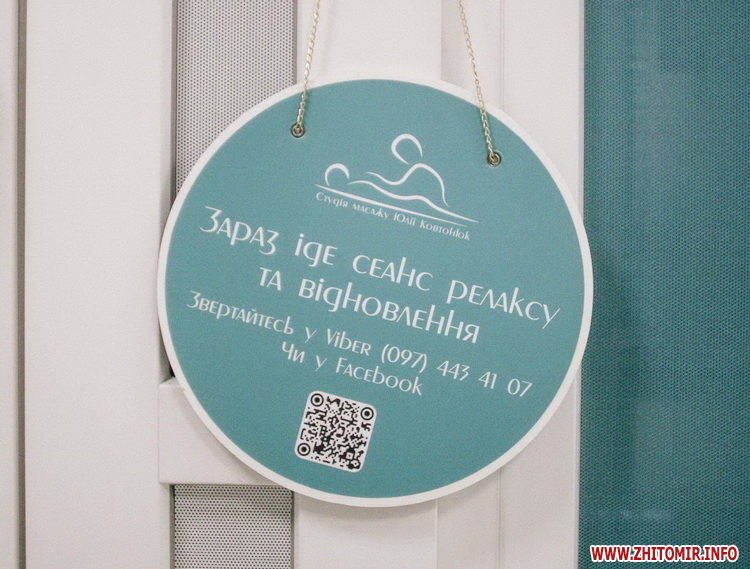 Студія масажу Юлії Ковтонюк
Зараз іде сеанс релаксу
та відновлення
Звертайтесь у Viber (097) 443 41 07
Чи у Facebook
WWW.ZHITOMIR.INFO